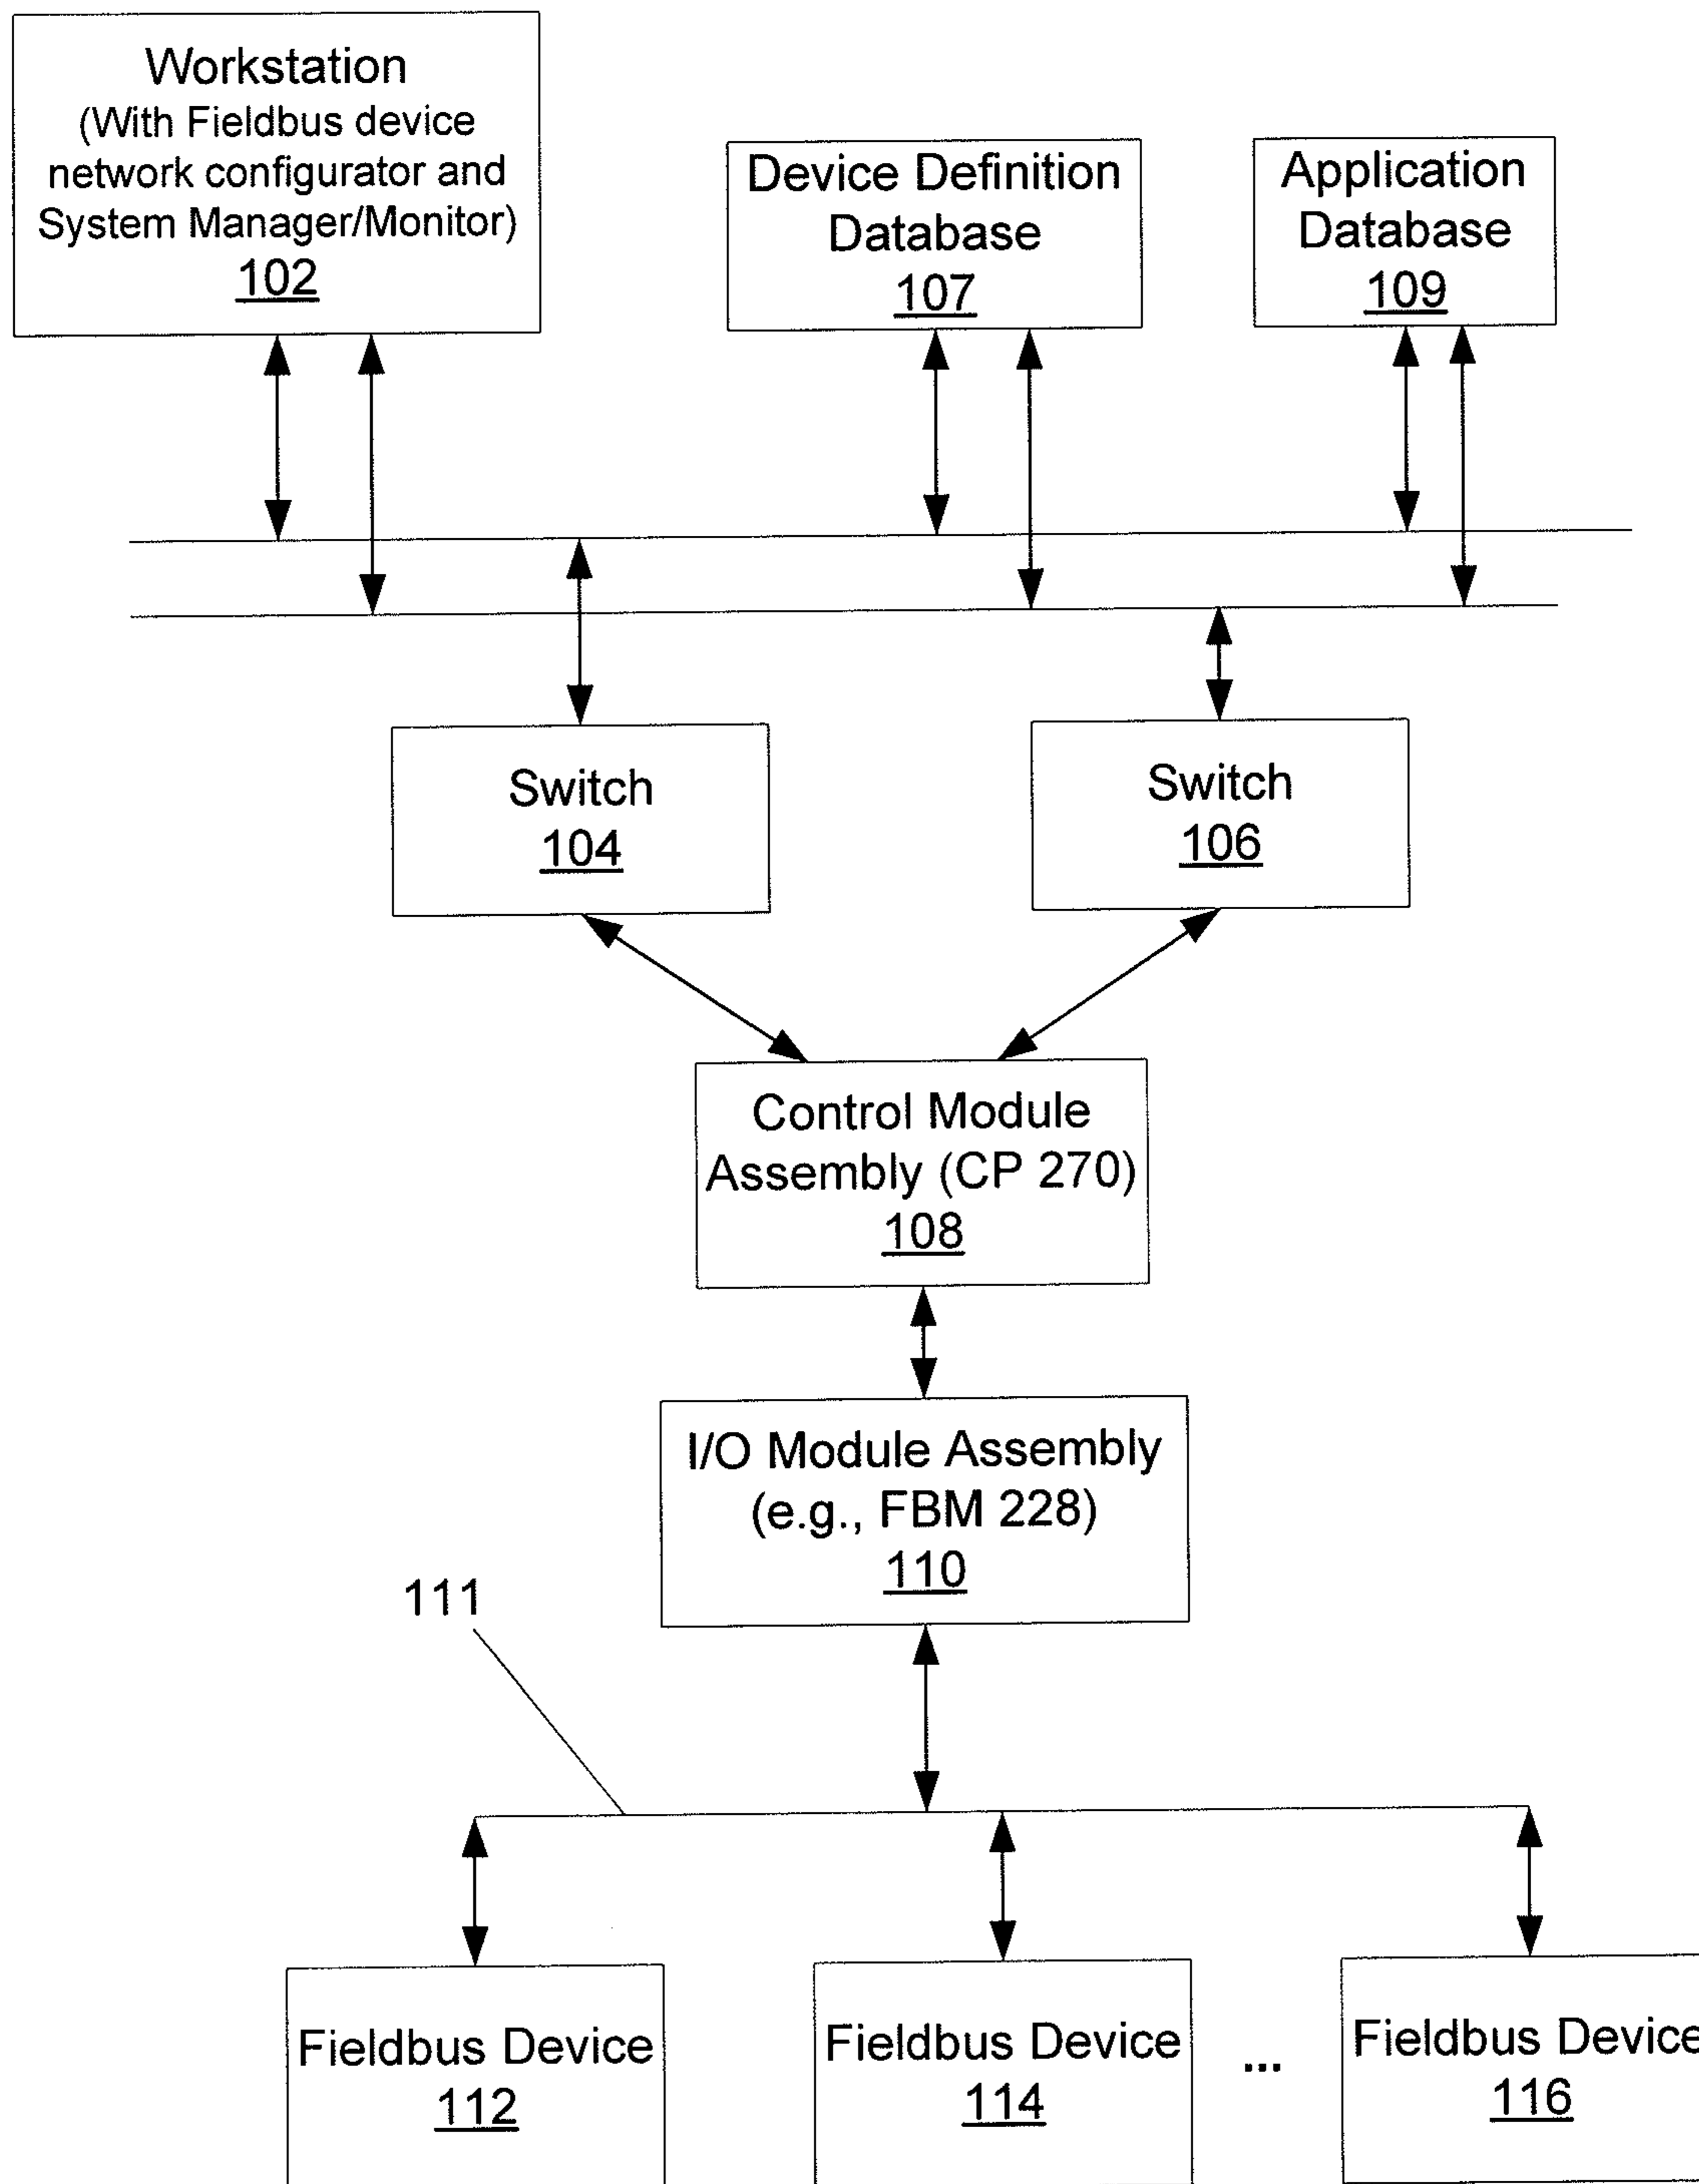 Workstation
(With Fieldbus device
network configurator and
System Manager/Monitor)
102
Device Definition
Database
107
Application
Database
109
Switch
104
Switch
106
Control Module
Assembly (CP 270)
108
I/O Module Assembly
(e.g., FBM 228)
110
111
Fieldbus Device
112
Fieldbus Device
114
...
Fieldbus Device
116